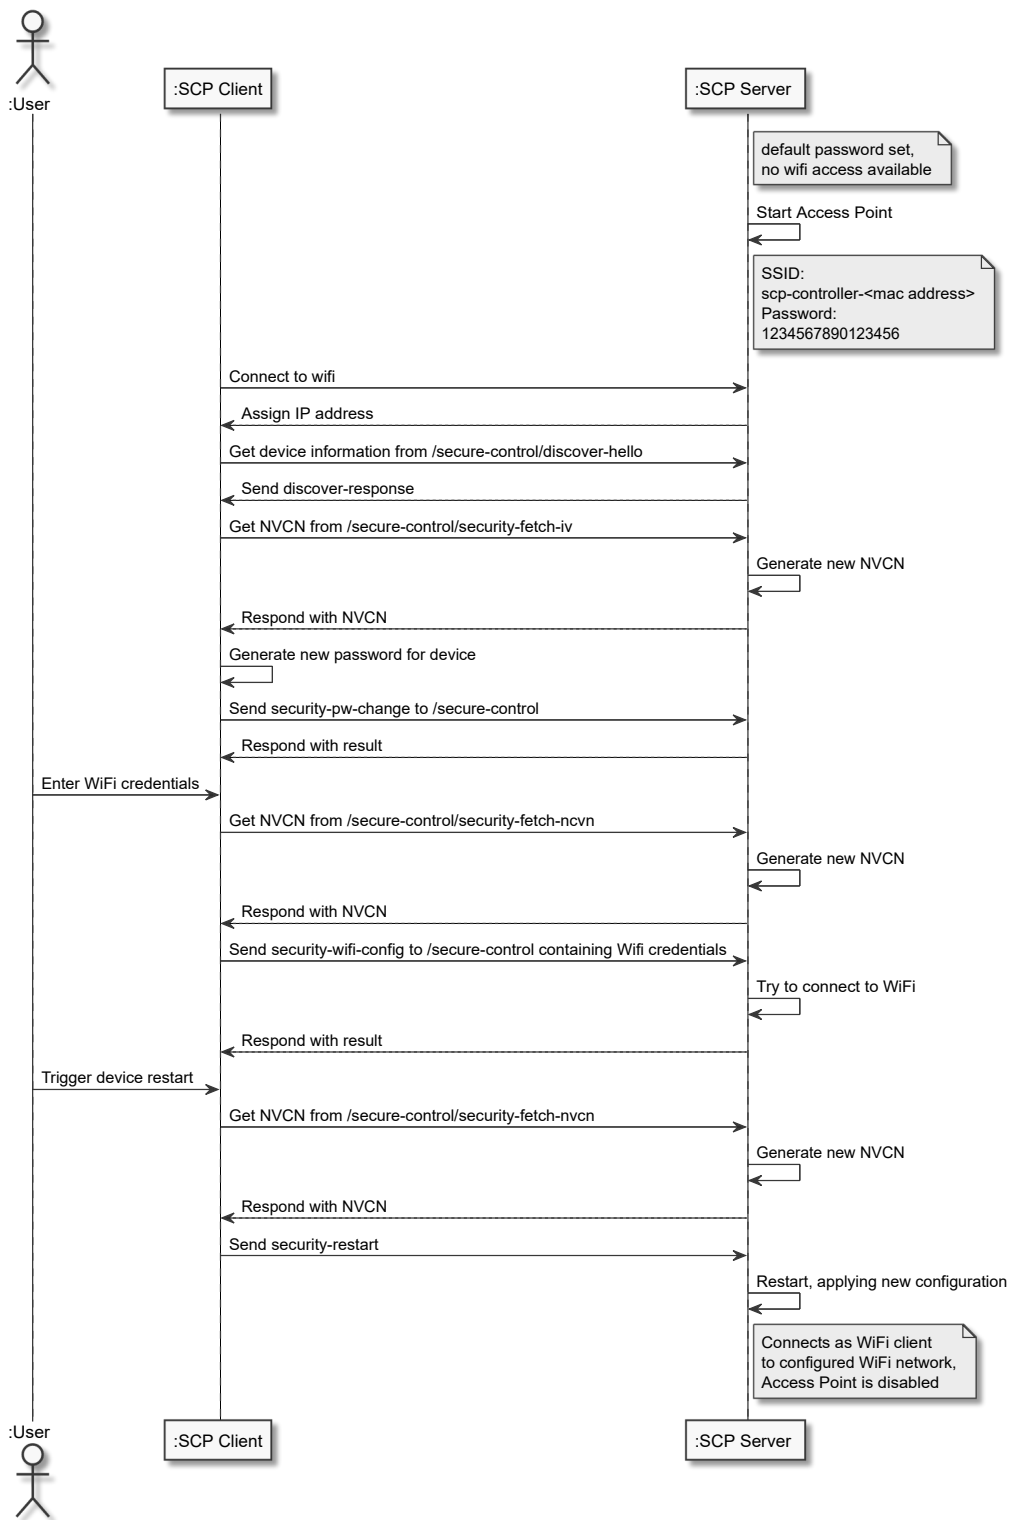 :User
:SCP Client
:SCP Server
default password set,
no wifi access available
Start Access Point
SSID:
scp-controller-<mac address>
Password:
1234567890123456
Connect to wifi
Assign IP address
Get device information from /secure-control/discover-hello
Send discover-response
Get NVCN from /secure-control/security-fetch-iv
Generate new NVCN
Respond with NVCN
Generate new password for device
Send security-pw-change to /secure-control
Respond with result
Enter WiFi credentials
Get NVCN from /secure-control/security-fetch-ncvn
Generate new NVCN
Respond with NVCN
Send security-wifi-config to /secure-control containing Wifi credentials
Try to connect to WiFi
Respond with result
Trigger device restart
Get NVCN from /secure-control/security-fetch-nvcn
Generate new NVCN
Respond with NVCN
Send security-restart
Restart, applying new configuration
Connects as WiFi client
to configured WiFi network,
Access Point is disabled
:User
:SCP Client
:SCP Server